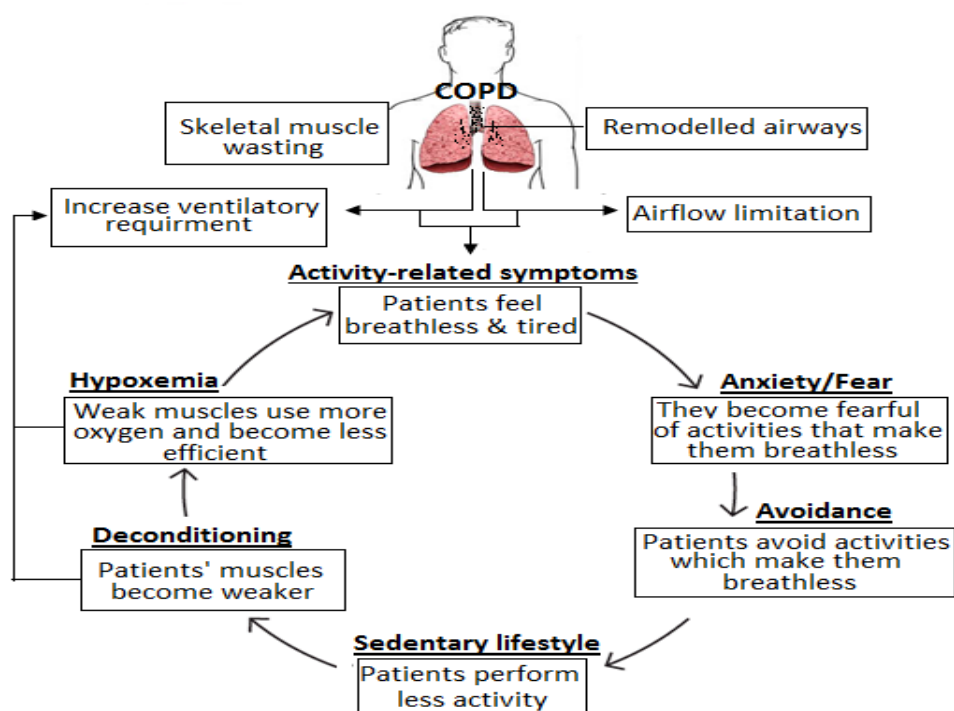 COPD
Skeletal muscle
wasting
Remodelled airways
Increase ventilatory
requirment
Airflow limitation
Activity-related symptoms
Patients feel
breathless & tired
Anxiety/Fear
They become fearful
of activities that make
them breathless
Avoidance
Patients avoid activities
which make them
breathless
Sedentary lifestyle
Patients perform
less activity
Deconditioning
Patients' muscles
become weaker
Hypoxemia
Weak muscles use more
oxygen and become less
efficient